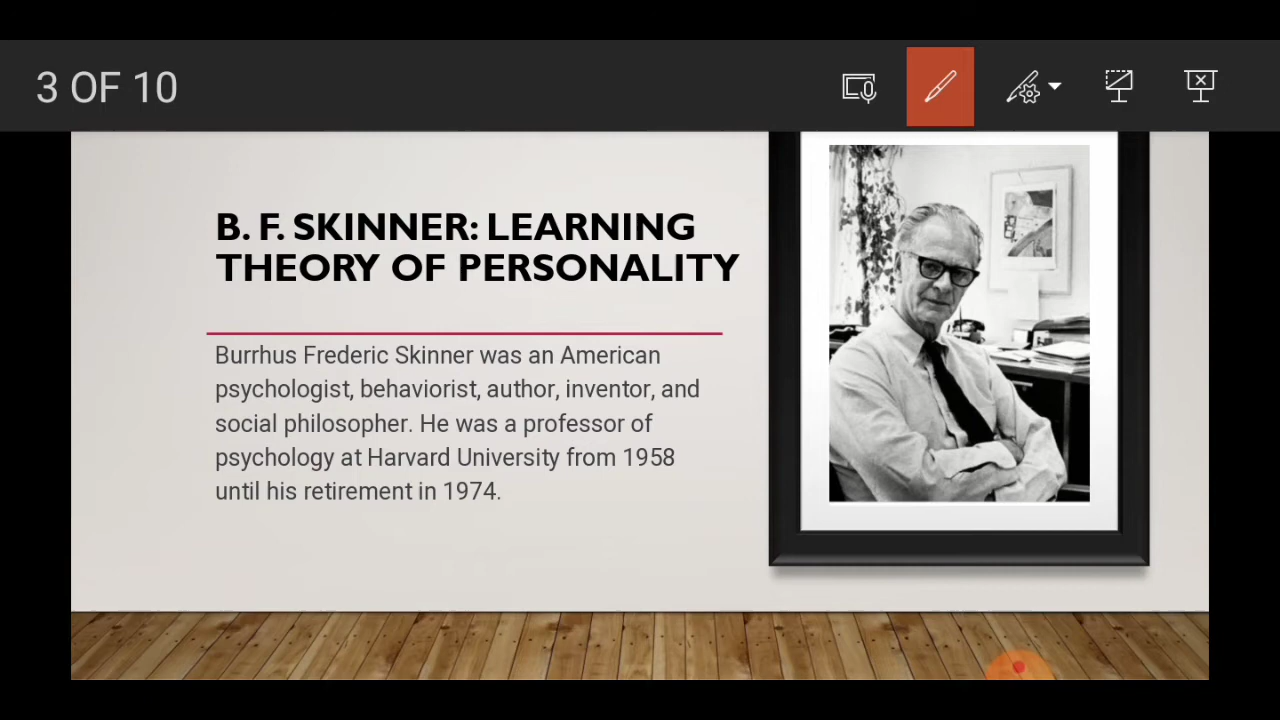 3 OF 10
B. F. SKINNER: LEARNING
THEORY OF PERSONALITY
Burrhus Frederic Skinner was an American
psychologist, behaviorist, author, inventor, and
social philosopher. He was a professor of
psychology at Harvard University from 1958
until his retirement in 1974.